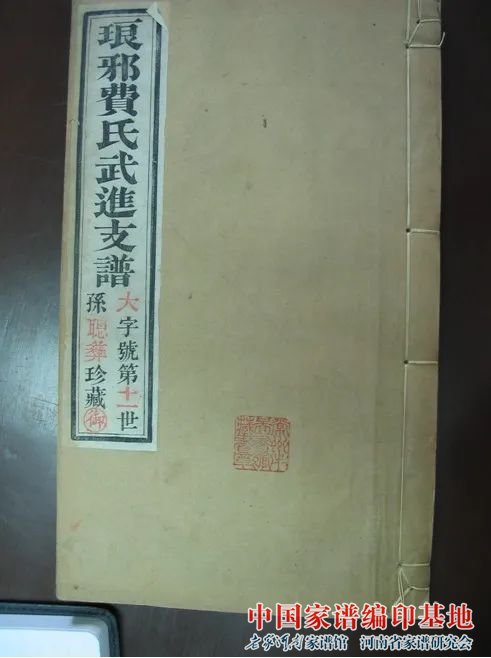 琅邪費氏武進支譜
大字號第十一世
孫聰彝珍藏
中国家谱编印基地
家谱馆 河南省家谱研究会